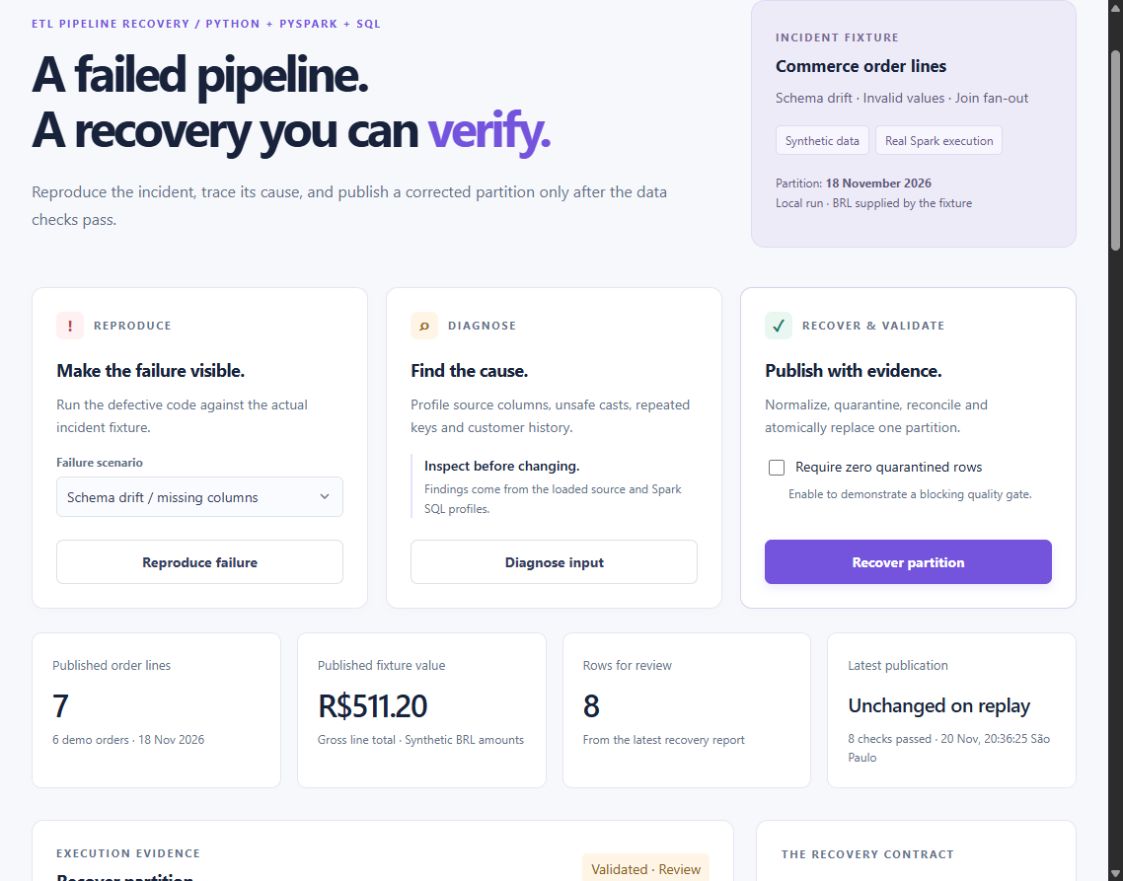 ETL PIPELINE RECOVERY / PYTHON + PYSPARK + SQL
A failed pipeline.
A recovery you can verify.
Reproduce the incident, trace its cause, and publish a corrected partition only after the data
checks pass.
INCIDENT FIXTURE
Commerce order lines
Schema drift · Invalid values · Join fan-out
Synthetic data
Real Spark execution
Partition: 18 November 2026
Local run · BRL supplied by the fixture
! REPRODUCE
Make the failure visible.
Run the defective code against the actual
incident fixture.
Failure scenario
Schema drift / missing columns
Reproduce failure
DIAGNOSE
Find the cause.
Profile source columns, unsafe casts, repeated
keys and customer history.
Inspect before changing.
Findings come from the loaded source and Spark
SQL profiles.
Diagnose input
✓ RECOVER & VALIDATE
Publish with evidence.
Normalize, quarantine, reconcile and
atomically replace one partition.
Require zero quarantined rows
Enable to demonstrate a blocking quality gate.
Recover partition
Published order lines
7
6 demo orders · 18 Nov 2026
Published fixture value
R$511.20
Gross line total · Synthetic BRL amounts
Rows for review
8
From the latest recovery report
Latest publication
Unchanged on replay
8 checks passed · 20 Nov, 20:36:25 São
Paulo
EXECUTION EVIDENCE
Recover partition
Validated · Review
THE RECOVERY CONTRACT